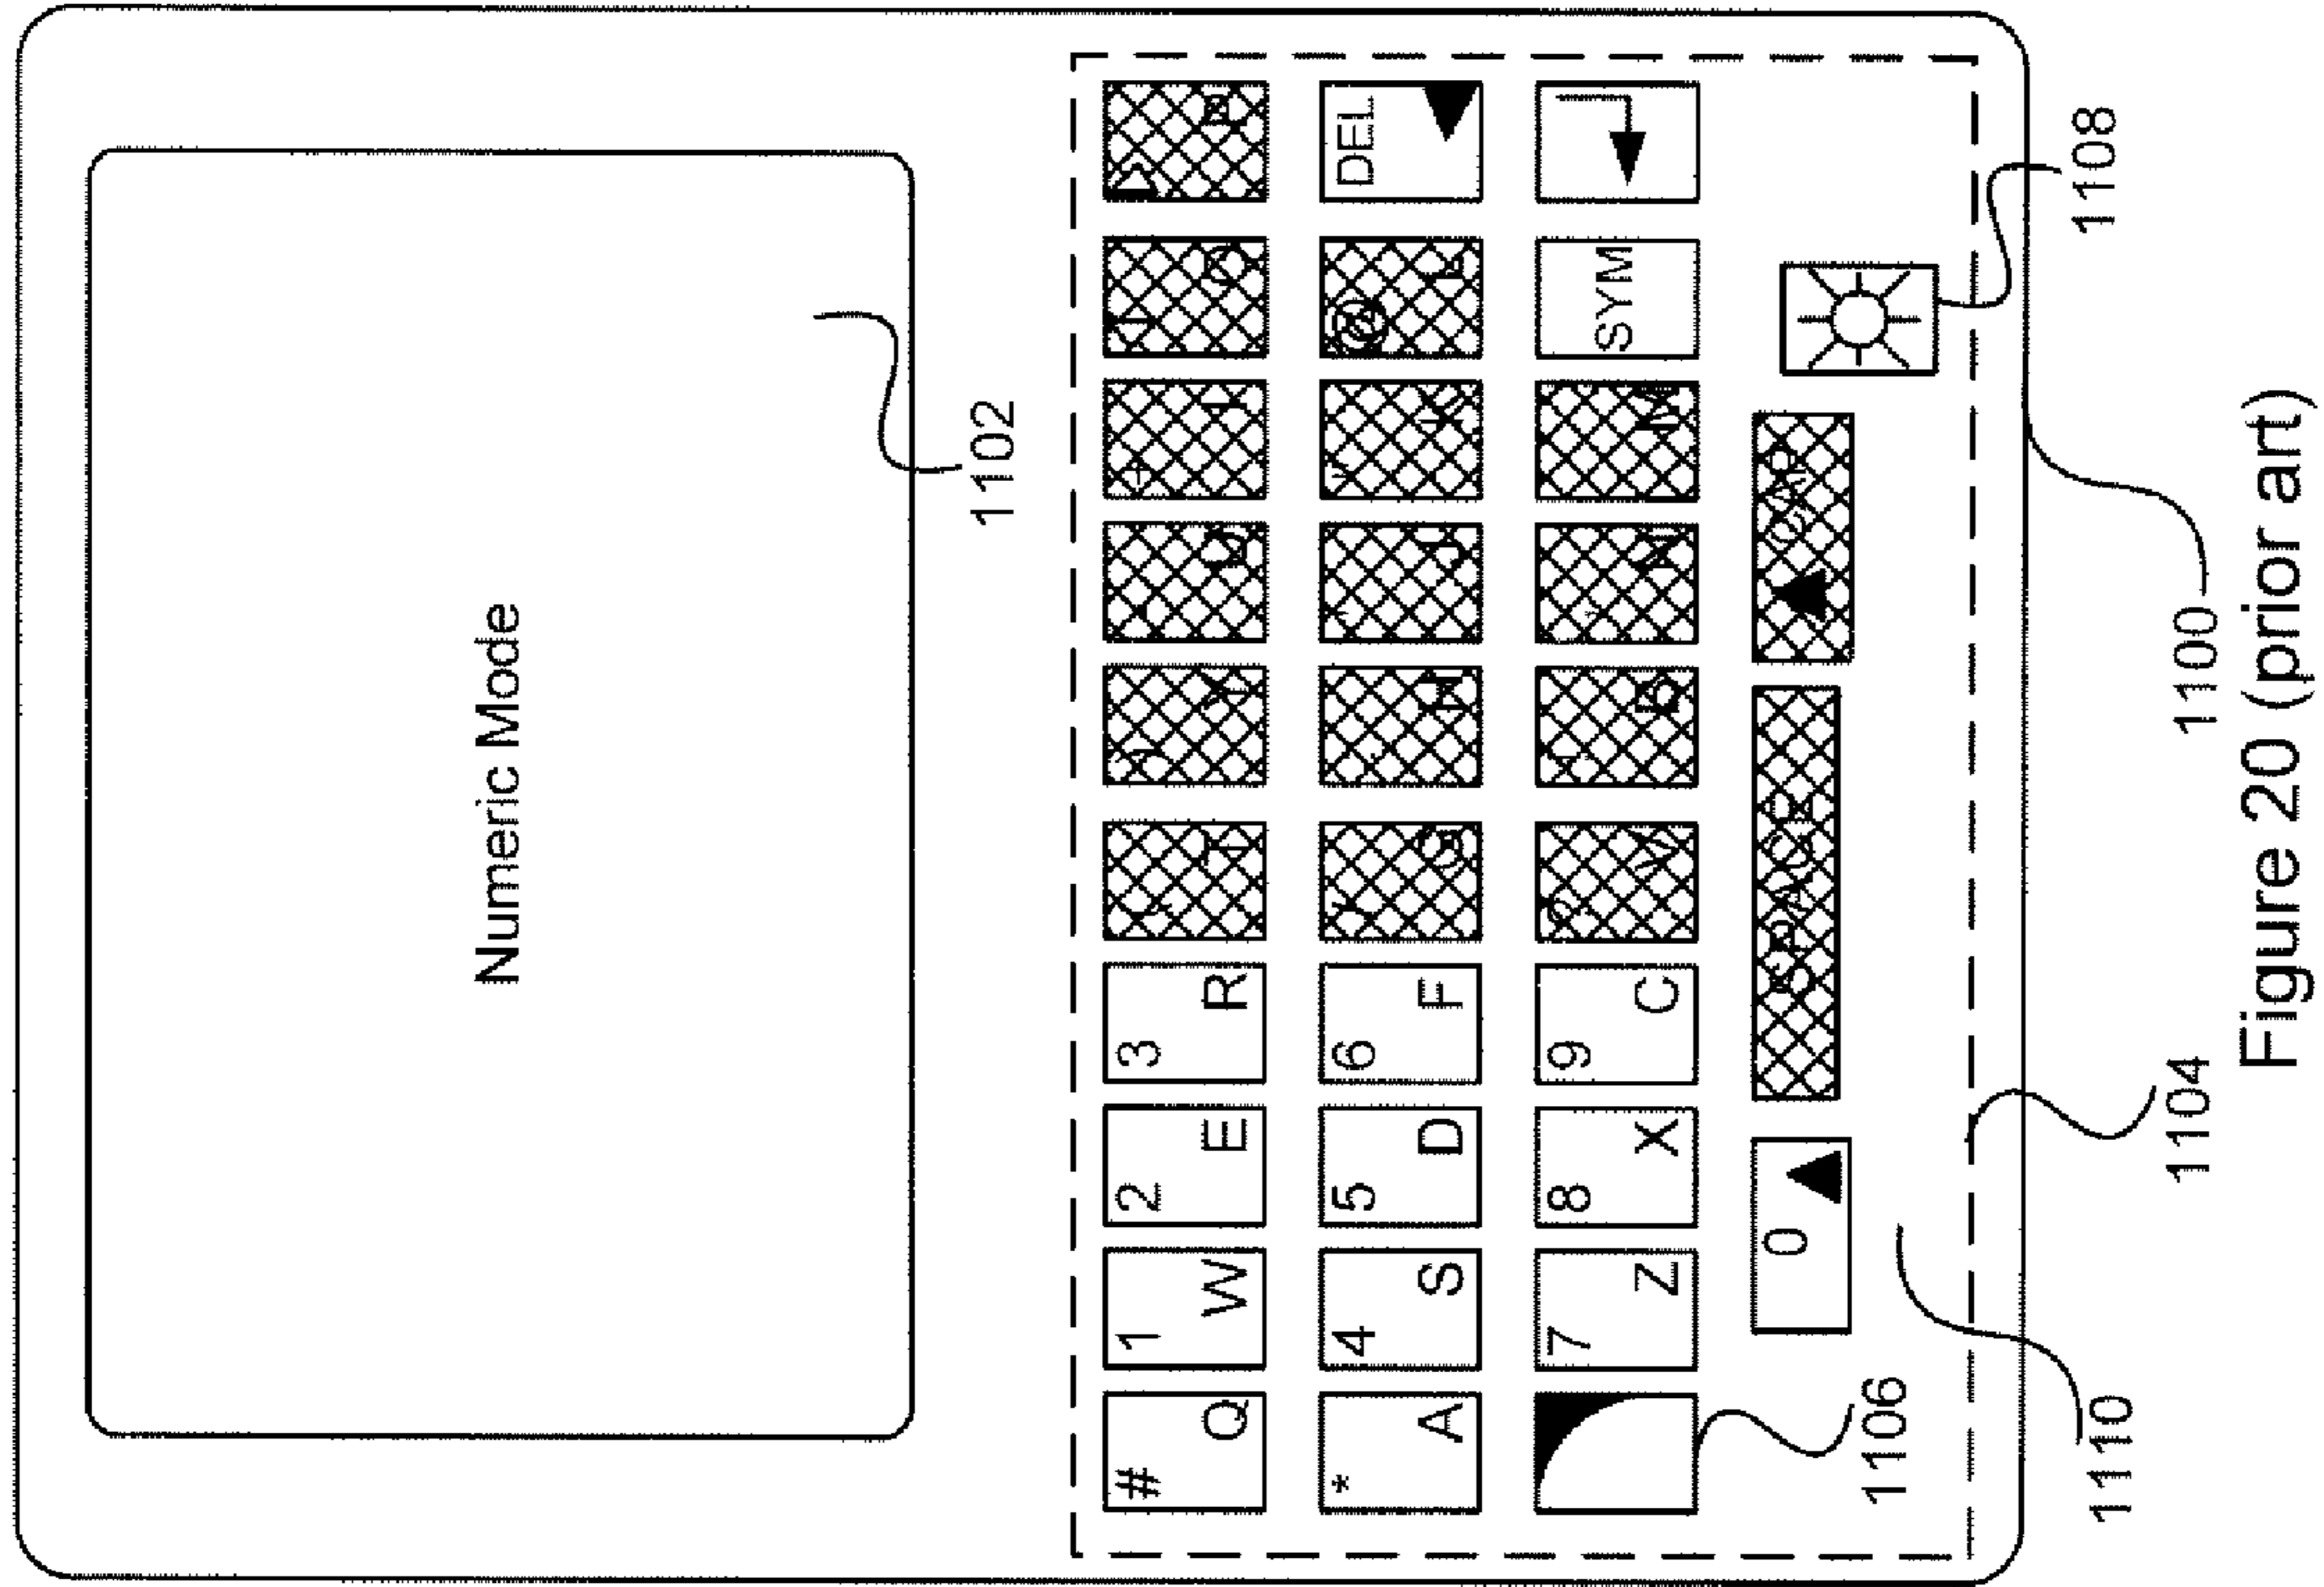 Numeric Mode
1102
# 1 2 3 +
Q W E R T Y U I O P
* 4 5 6 @ DEL
A S D F G H J K L
7 8 9 SYM
Z X C V B N M
0 SPACE CAP
1106
1108
1110
1104
1100
Figure 20 (prior art)